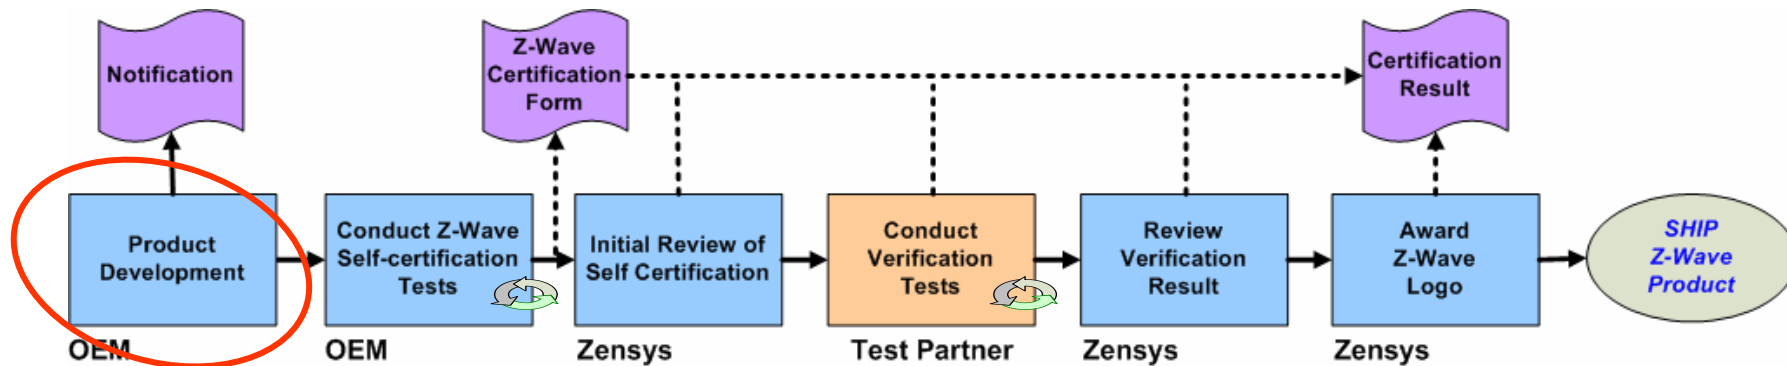 Notification
Z-Wave
Certification
Form
Certification
Result
Product
Development
Conduct Z-Wave
Self-certification
Tests
Initial Review of
Self Certification
Conduct
Verification
Tests
Review
Verification
Result
Award
Z-Wave
Logo
SHIP
Z-Wave
Product
OEM
OEM
Zensys
Test Partner
Zensys
Zensys